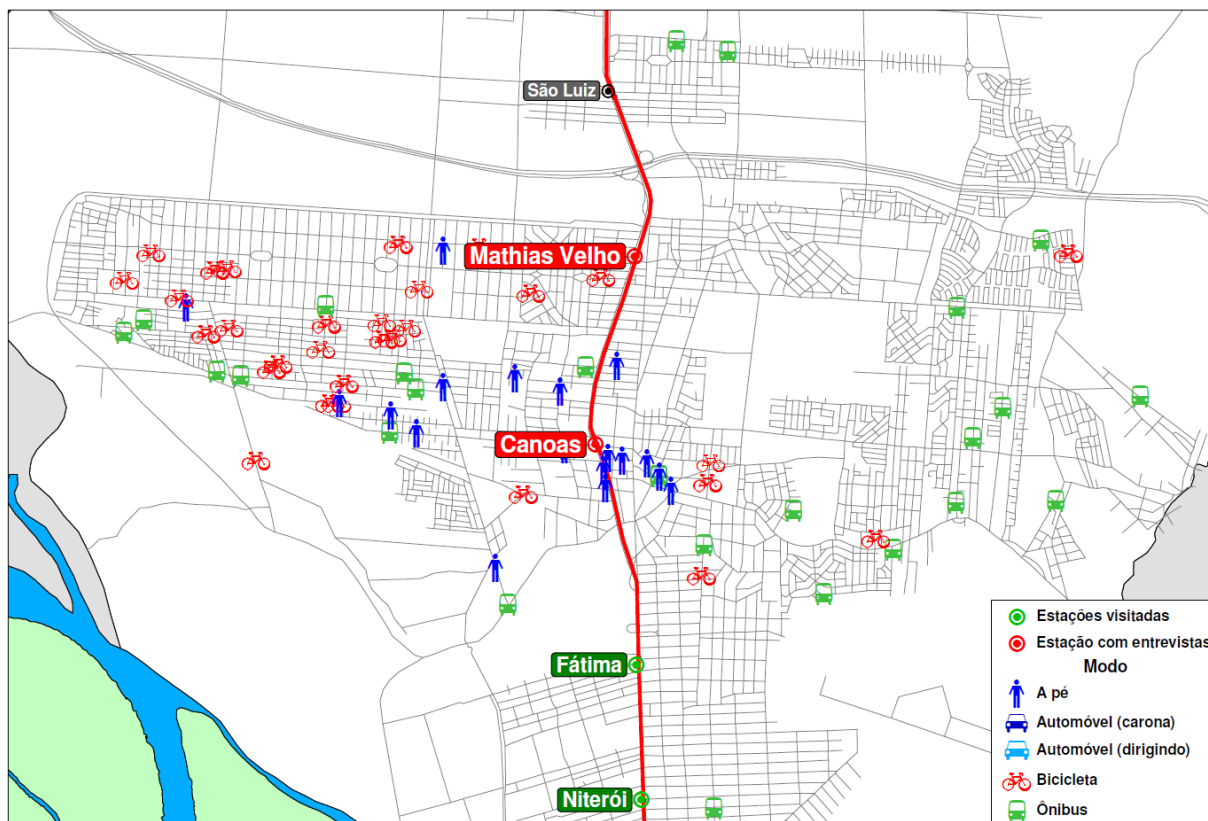 São Luiz
Mathias Velho
Canoas
Fátima
Niterói
Estações visitadas
Estação com entrevistas
Modo
A pé
Automóvel (carona)
Automóvel (dirigindo)
Bicicleta
Ônibus